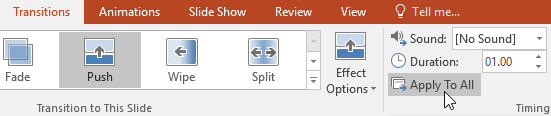 Transitions Animations Slide Show Review View Tell me...
Fade Push Wipe Split Effect Options
Sound: [No Sound]
Duration: 01.00
Apply To All
Transition to This Slide Timing